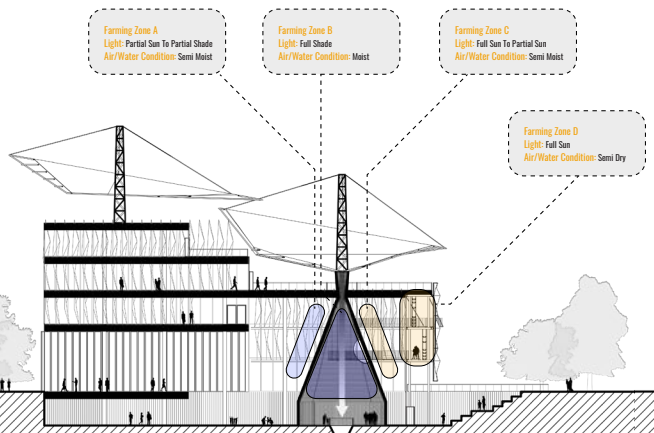 Farming Zone A
Light: Partial Sun To Partial Shade
Air/Water Condition: Semi Moist
Farming Zone B
Light: Full Shade
Air/Water Condition: Moist
Farming Zone C
Light: Full Sun To Partial Sun
Air/Water Condition: Semi Moist
Farming Zone D
Light: Full Sun
Air/Water Condition: Semi Dry